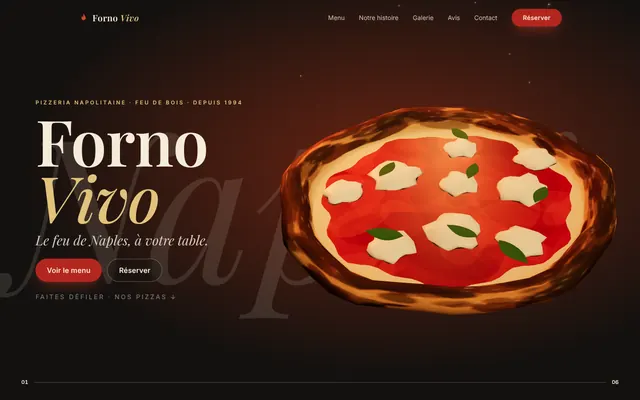 Forno Vivo
Menu
Notre histoire
Galerie
Avis
Contact
Réserver
PIZZERIA NAPOLITAINE · FEU DE BOIS · DEPUIS 1994
Forno
Vivo
Le feu de Naples, à votre table.
Voir le menu
Réserver
FAITES DÉFILER · NOS PIZZAS ↓
01
06